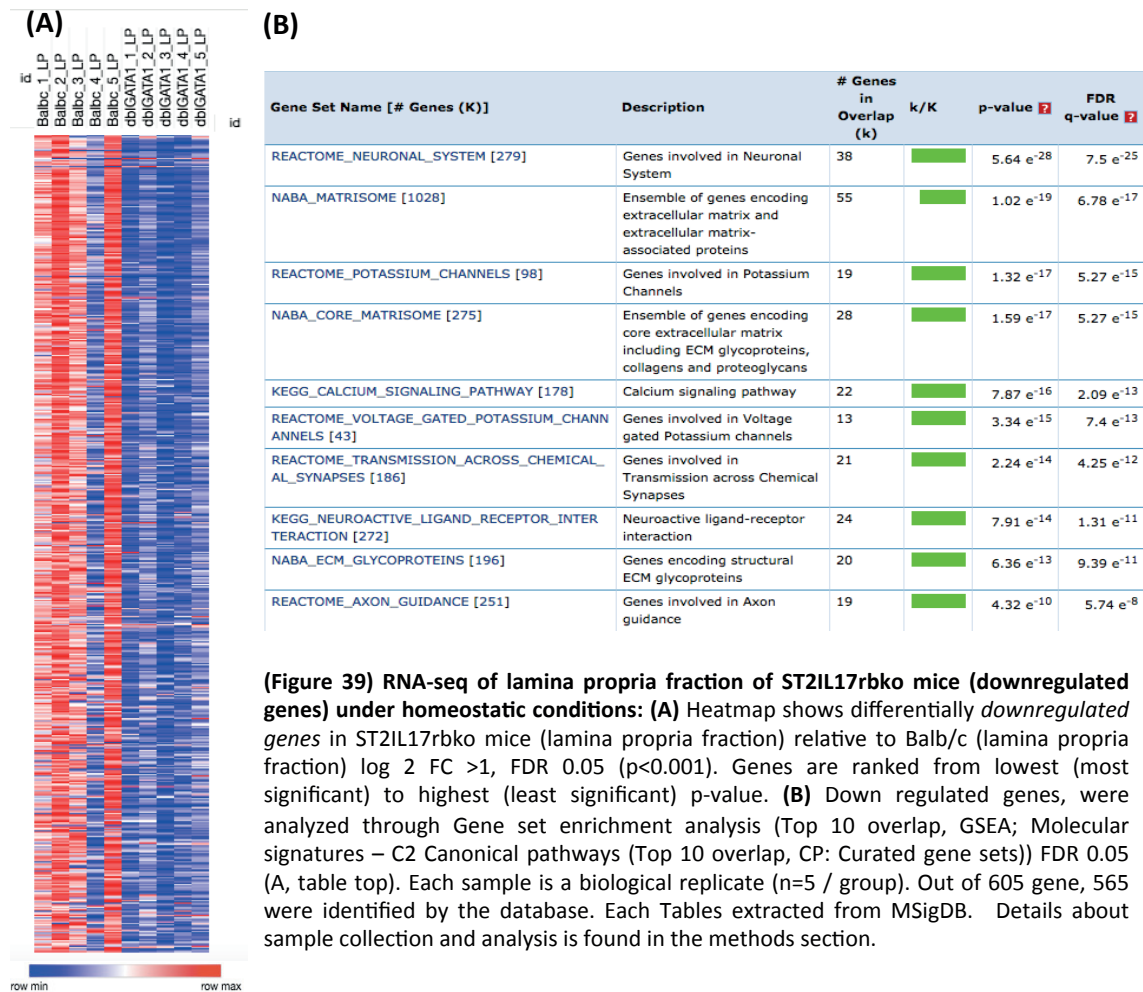 (A)
(B)
id
Balbc_1_LP
Balbc_2_LP
Balbc_3_LP
Balbc_4_LP
Balbc_5_LP
dblGATA1_1_LP
dblGATA1_2_LP
dblGATA1_3_LP
dblGATA1_4_LP
dblGATA1_5_LP
id
row min row max
Gene Set Name [# Genes (K)] Description # Genes in Overlap (k) k/K p-value ? FDR q-value ?
REACTOME_NEURONAL_SYSTEM [279] Genes involved in Neuronal 38 5.64 e-28 7.5 e-25
System
NABA_MATRISOME [1028] Ensemble of genes encoding 55 1.02 e-19 6.78 e-17
extracellular matrix and
extracellular matrix-
associated proteins
REACTOME_POTASSIUM_CHANNELS [98] Genes involved in Potassium 19 1.32 e-17 5.27 e-15
Channels
NABA_CORE_MATRISOME [275] Ensemble of genes encoding 28 1.59 e-17 5.27 e-15
core extracellular matrix
including ECM glycoproteins,
collagens and proteoglycans
KEGG_CALCIUM_SIGNALING_PATHWAY [178] Calcium signaling pathway 22 7.87 e-16 2.09 e-13
REACTOME_VOLTAGE_GATED_POTASSIUM_CHANN Genes involved in Voltage 13 3.34 e-15 7.4 e-13
ANNELS [43] gated Potassium channels
REACTOME_TRANSMISSION_ACROSS_CHEMICAL_ Genes involved in 21 2.24 e-14 4.25 e-12
AL_SYNAPSES [186] Transmission across Chemical
Synapses
KEGG_NEUROACTIVE_LIGAND_RECEPTOR_INTER Neuroactive ligand-receptor 24 7.91 e-14 1.31 e-11
TERACTION [272] interaction
NABA_ECM_GLYCOPROTEINS [196] Genes encoding structural 20 6.36 e-13 9.39 e-11
ECM glycoproteins
REACTOME_AXON_GUIDANCE [251] Genes involved in Axon 19 4.32 e-10 5.74 e-8
guidance
(Figure 39) RNA-seq of lamina propria fraction of ST2IL17rbko mice (downregulated
genes) under homeostatic conditions: (A) Heatmap shows differentially downregulated
genes in ST2IL17rbko mice (lamina propria fraction) relative to Balb/c (lamina propria
fraction) log 2 FC >1, FDR 0.05 (p<0.001). Genes are ranked from lowest (most
significant) to highest (least significant) p-value. (B) Down regulated genes, were
analyzed through Gene set enrichment analysis (Top 10 overlap, GSEA; Molecular
signatures – C2 Canonical pathways (Top 10 overlap, CP: Curated gene sets)) FDR 0.05
(A, table top). Each sample is a biological replicate (n=5 / group). Out of 605 gene, 565
were identified by the database. Each Tables extracted from MSigDB. Details about
sample collection and analysis is found in the methods section.